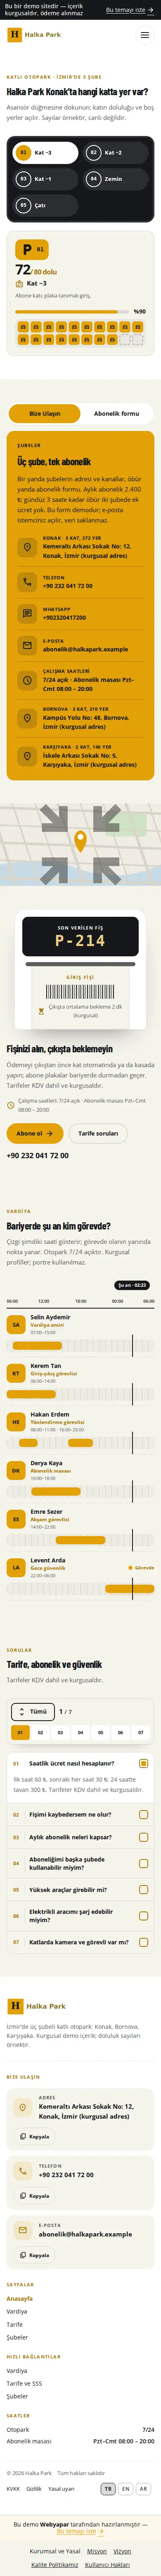 Bu bir demo sitedir — içerik kurgusaldır, ödeme alınmaz
Bu temayı iste →
H Halka Park
KATLI OTOPARK · İZMİR'DE 3 ŞUBE
Halka Park Konak'ta hangi katta yer var?
Asansör düğmesine dokunun; katın doluluğu ve boş yerler çıksın. Sayılar örnektir, canlı değildir.
01 Kat −3
02 Kat −2
03 Kat −1
04 Zemin
05 Çatı
P 01
72 / 80 dolu
Kat −3
Abone katı plaka tanımalı giriş.
%90
Bize Ulaşın
Abonelik formu
ŞUBELER
Üç şube, tek abonelik
Bir yanda şubelerin adresi ve kanalları, öbür yanda abonelik formu. Abonelik 2.400 ₺ günde 5 saate kadar öbür iki şubede ek ücret doğurmaz. Bu form bir demo; e-posta istemciniz açılır, veri saklanmaz.
KONAK · 5 KAT, 372 YER
Kemeraltı Arkası Sokak No: 12, Konak, İzmir (kurgusal adres)
TELEFON
+90 232 041 72 00
WHATSAPP
+902320417200
E-POSTA
abonelik@halkapark.example
ÇALIŞMA SAATLERİ
7/24 açık · Abonelik masası Pzt–Cmt 08:00 – 20:00
BORNOVA · 3 KAT, 210 YER
Kampüs Yolu No: 48, Bornova, İzmir (kurgusal adres)
KARŞIYAKA · 2 KAT, 140 YER
İskele Arkası Sokak No: 5, Karşıyaka, İzmir (kurgusal adres)
SON VERİLEN FİŞ
P-214
GİRİŞ FİŞİ
Çıkışta ortalama bekleme 2 dk (kurgusal)
Fişinizi alın, çıkışta beklemeyin
Ödemeyi çıkıştan önce kat otomatında ya da kasada yapın; abone plakanız bariyerde durmadan geçer. Tarifeler KDV dahil ve kurgusaldır.
Çalışma saatleri: 7/24 açık · Abonelik masası Pzt–Cmt 08:00 – 20:00
Abone ol →
Tarife soruları
+90 232 041 72 00
VARDİYA
Bariyerde şu an kim görevde?
Çizgi şimdiki saati gösterir; vardiya blokları dolu anında nokta yanar. Otopark 7/24 açıktır. Kurgusal profiller.
Şu an · 02:23
06:00 12:00 18:00 00:00 06:00
SA
Selin Aydemir
Vardiya amiri
07:00–15:00
KT
Kerem Tan
Giriş-çıkış görevlisi
06:00–14:00
HE
Hakan Erdem
Yönlendirme görevlisi
08:00–11:00 · 16:00–20:00
DK
Derya Kaya
Abonelik masası
10:00–18:00
ES
Emre Sezer
Akşam görevlisi
14:00–22:00
LA
Levent Arda
Gece güvenlik
22:00–06:00
Görevde
SORULAR
Tarife, abonelik ve güvenlik
Tarifeler KDV dahil ve kurgusaldır.
Tümü
1 / 7
01 02 03 04 05 06 07
01 Saatlik ücret nasıl hesaplanır?
İlk saat 60 ₺, sonraki her saat 30 ₺; 24 saatte tavan 300 ₺. Tarifeler KDV dahil ve kurgusaldır.
02 Fişimi kaybedersem ne olur?
03 Aylık abonelik neleri kapsar?
04 Aboneliğimi başka şubede kullanabilir miyim?
05 Yüksek araçlar girebilir mi?
06 Elektrikli aracımı şarj edebilir miyim?
07 Katlarda kamera ve görevli var mı?
H Halka Park
İzmir'de üç şubeli katlı otopark: Konak, Bornova, Karşıyaka. Kurgusal demo içerik; doluluk sayıları örnektir.
BİZE ULAŞIN
ADRES
Kemeraltı Arkası Sokak No: 12, Konak, İzmir (kurgusal adres)
Kopyala
TELEFON
+90 232 041 72 00
Kopyala
E-POSTA
abonelik@halkapark.example
Kopyala
SAYFALAR
Anasayfa
Vardiya
Tarife
Şubeler
HIZLI BAĞLANTILAR
Vardiya
Tarife ve SSS
Şubeler
SAATLER
Otopark 7/24
Abonelik masası Pzt–Cmt 08:00 – 20:00
© 2026 Halka Park Tüm hakları saklıdır
KVKK Gizlilik Yasal uyarı
TR EN AR
Bu demo Webyapar tarafından hazırlanmıştır — Bu temayı iste →
Kurumsal ve Yasal Misyon Vizyon
Kalite Politikamız Kullanıcı Hakları